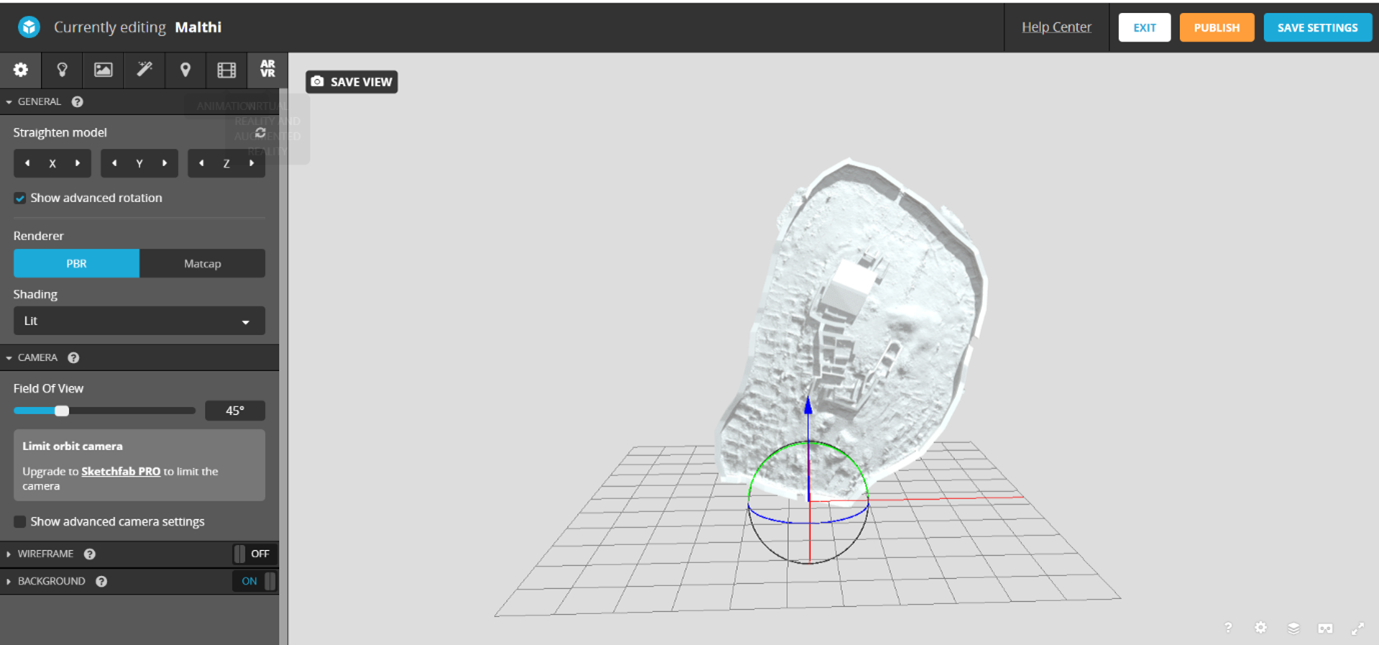 Currently editing Malthi
Help Center
EXIT
PUBLISH
SAVE SETTINGS
AR
VR
SAVE VIEW
GENERAL ?
ANIMATION
VIRTUAL
REALITY AND
AUGMENTED
REALITY
Straighten model
X
Y
Z
Show advanced rotation
Renderer
PBR
Matcap
Shading
Lit
CAMERA ?
Field Of View
45°
Limit orbit camera
Upgrade to Sketchfab PRO to limit the
camera
Show advanced camera settings
WIREFRAME ?
OFF
BACKGROUND ?
ON
?